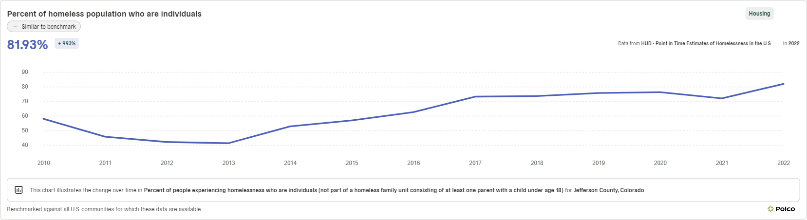 Percent of homeless population who are individuals
Housing
— Similar to benchmark
81.93%
+ 9.93%
Data from HUD - Point in Time Estimates of Homelessness in the U.S. in 2022
90
80
70
60
50
40
2010 2011 2012 2013 2014 2015 2016 2017 2018 2019 2020 2021 2022
This chart illustrates the change over time in Percent of people experiencing homelessness who are individuals (not part of a homeless family unit consisting of at least one parent with a child under age 18) for Jefferson County, Colorado
Benchmarked against all U.S. communities for which these data are available
Polco